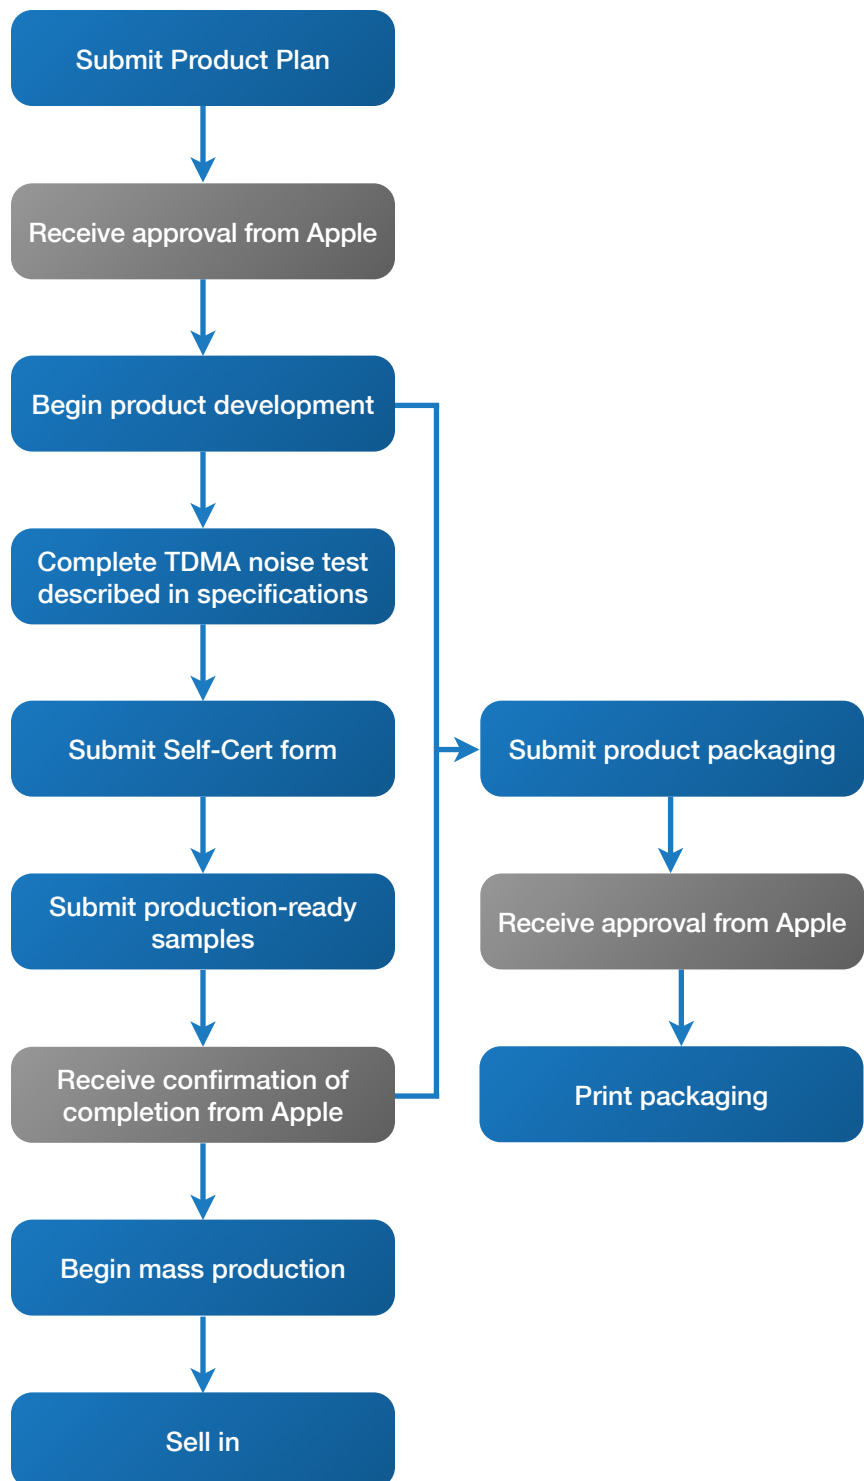 Submit Product Plan
Receive approval from Apple
Begin product development
Complete TDMA noise test
described in specifications
Submit Self-Cert form
Submit product packaging
Submit production-ready
samples
Receive approval from Apple
Receive confirmation of
completion from Apple
Print packaging
Begin mass production
Sell in